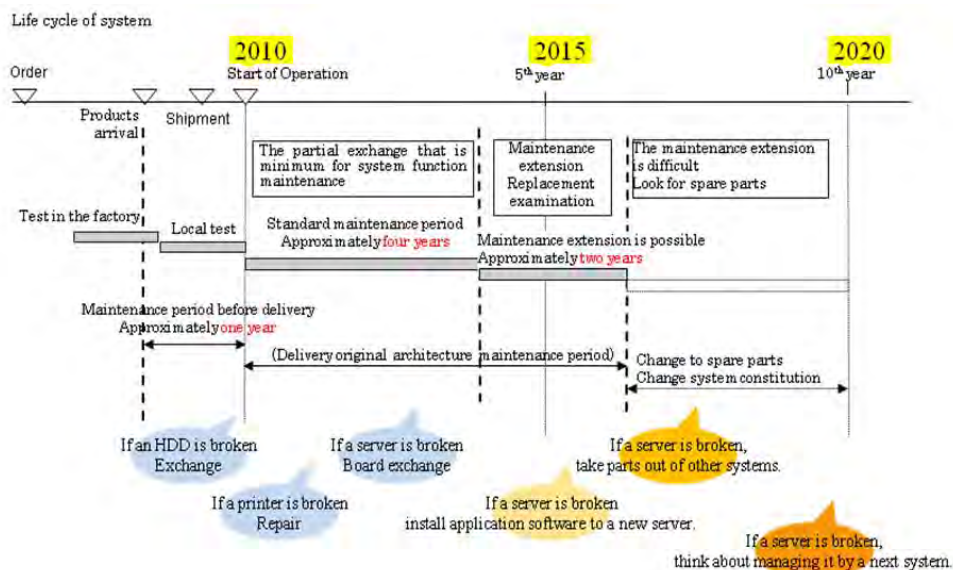 Life cycle of system
2010
2015
2020
Order
Start of Operation
5th year
10th year
Products
arrival
Shipment
The partial exchange that is
minimum for system function
maintenance
Maintenance
extension
Replacement
examination
The maintenance extension
is difficult
Look for spare parts
Test in the factory
Local test
Standard maintenance period
Approximately four years
Maintenance extension is possible
Approximately two years
Maintenance period before delivery
Approximately one year
(Delivery original architecture maintenance period)
Change to spare parts
Change system constitution
If an HDD is broken
Exchange
If a server is broken
Board exchange
If a server is broken,
take parts out of other systems.
If a printer is broken
Repair
If a server is broken
install application software to a new server.
If a server is broken,
think about managing it by a next system.